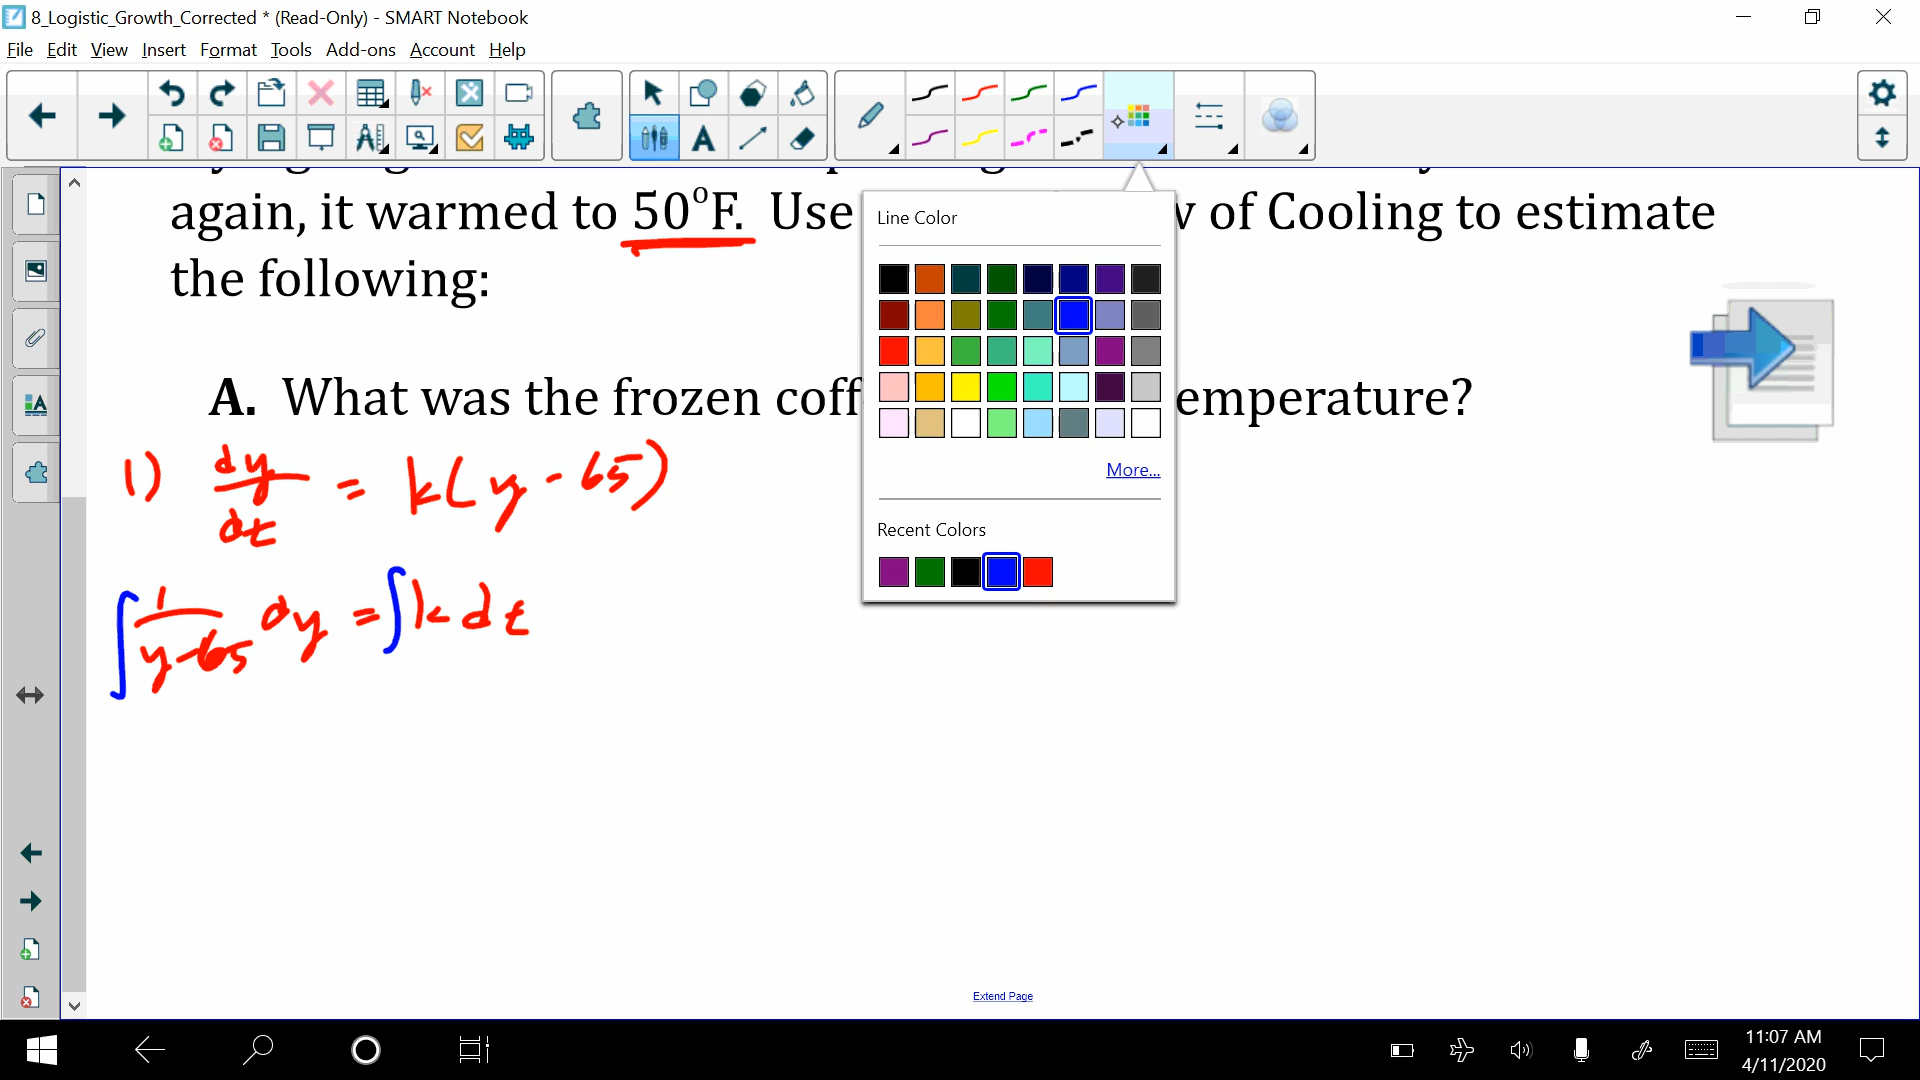 8_Logistic_Growth_Corrected * (Read-Only) - SMART Notebook
File Edit View Insert Format Tools Add-ons Account Help
again, it warmed to 50°F. Use of Cooling to estimate
the following:
A. What was the frozen coff emperature?
1) dy/dt = k(y-65)
∫ 1/(y-65) dy = ∫ k dt
Line Color
More...
Recent Colors
Extend Page
11:07 AM
4/11/2020